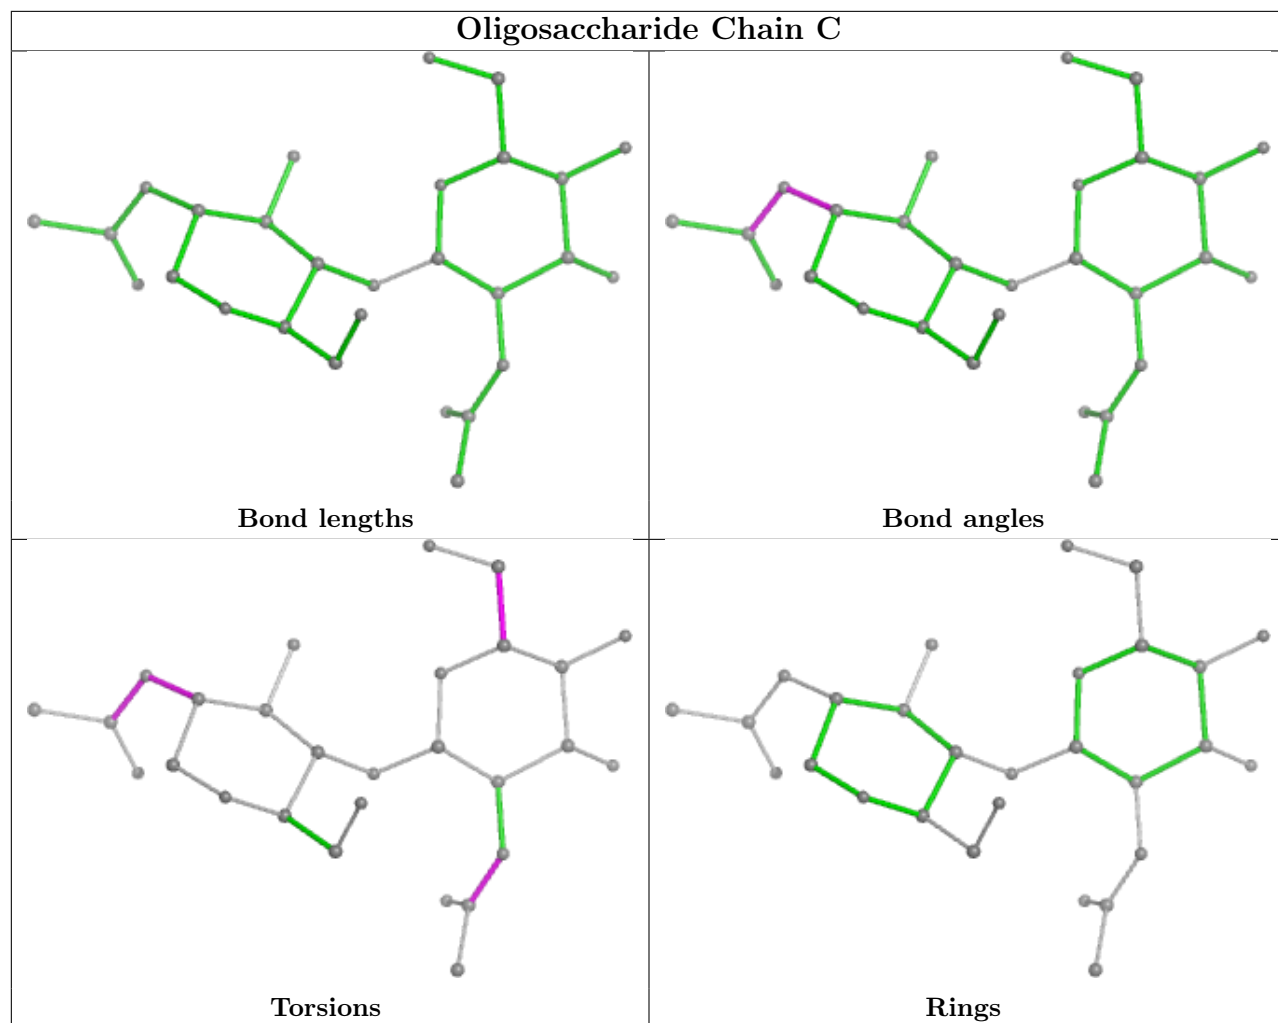 Oligosaccharide Chain C
Bond lengths
Bond angles
Torsions
Rings